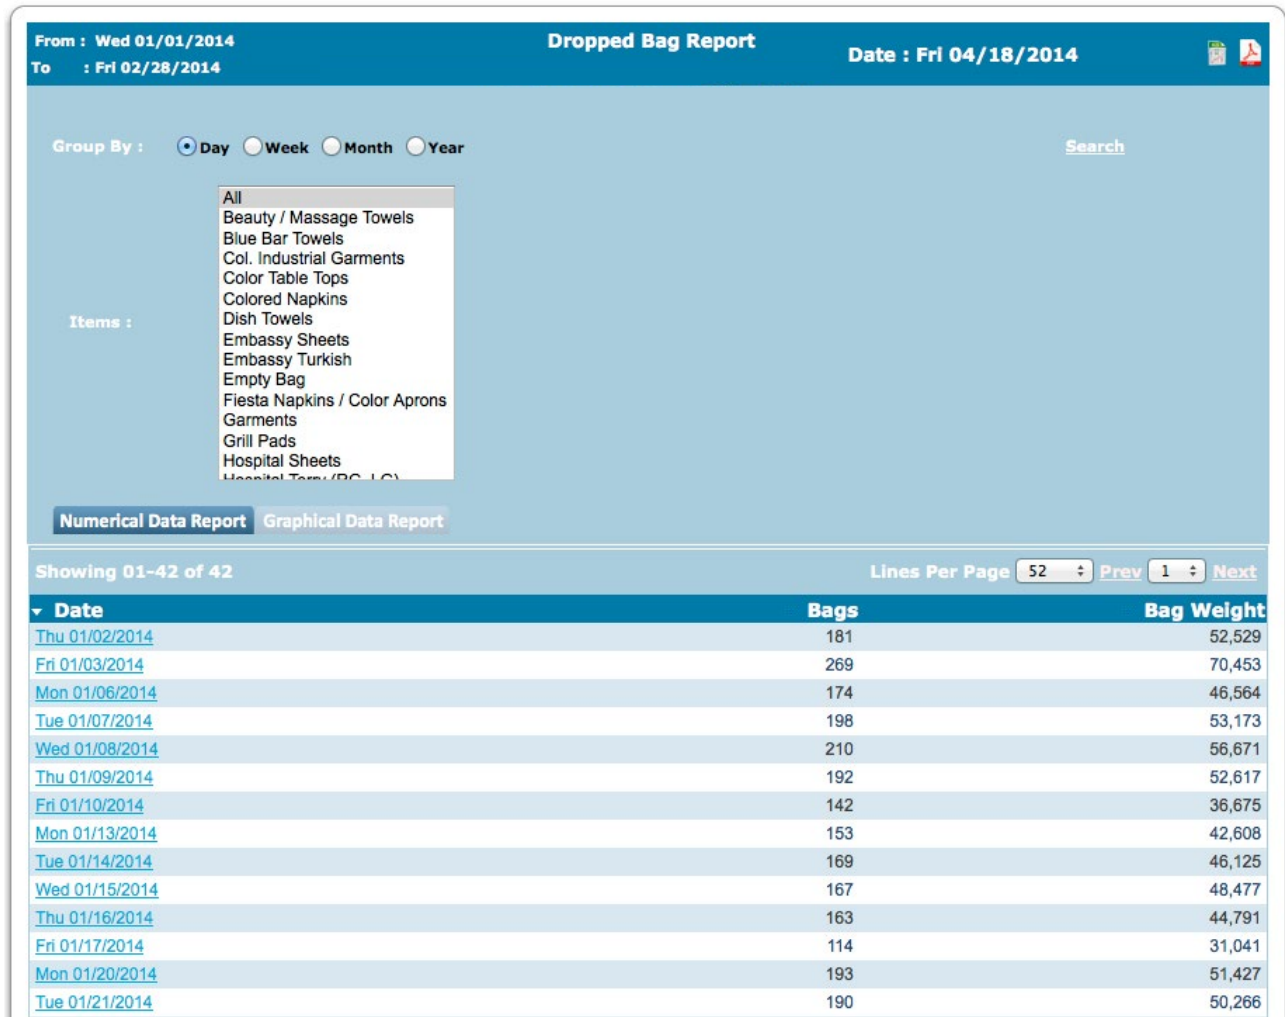 From : Wed 01/01/2014
To : Fri 02/28/2014
Dropped Bag Report
Date : Fri 04/18/2014
Group By : Day Week Month Year
Search
Items :
All
Beauty / Massage Towels
Blue Bar Towels
Col. Industrial Garments
Color Table Tops
Colored Napkins
Dish Towels
Embassy Sheets
Embassy Turkish
Empty Bag
Fiesta Napkins / Color Aprons
Garments
Grill Pads
Hospital Sheets
Hospital Terry (PG, LG)
Numerical Data Report Graphical Data Report
Showing 01-42 of 42
Lines Per Page 52 Prev 1 Next
Date Bags Bag Weight
Thu 01/02/2014 181 52,529
Fri 01/03/2014 269 70,453
Mon 01/06/2014 174 46,564
Tue 01/07/2014 198 53,173
Wed 01/08/2014 210 56,671
Thu 01/09/2014 192 52,617
Fri 01/10/2014 142 36,675
Mon 01/13/2014 153 42,608
Tue 01/14/2014 169 46,125
Wed 01/15/2014 167 48,477
Thu 01/16/2014 163 44,791
Fri 01/17/2014 114 31,041
Mon 01/20/2014 193 51,427
Tue 01/21/2014 190 50,266